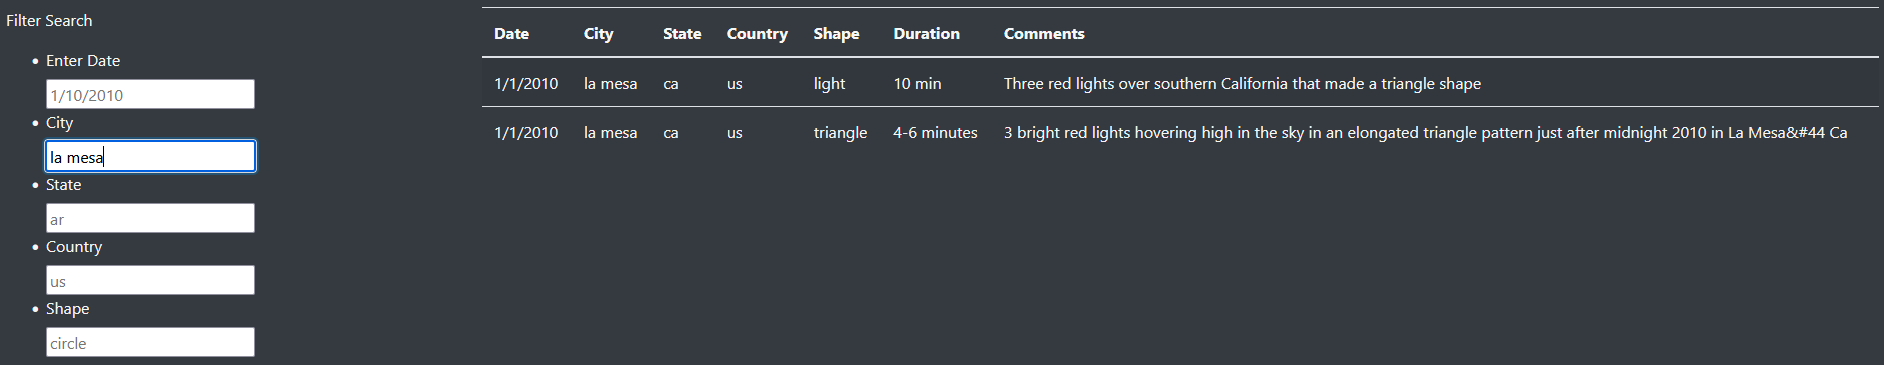 Filter Search
Enter Date
1/10/2010
City
la mesa
State
ar
Country
us
Shape
circle
Date City State Country Shape Duration Comments
1/1/2010 la mesa ca us light 10 min Three red lights over southern California that made a triangle shape
1/1/2010 la mesa ca us triangle 4-6 minutes 3 bright red lights hovering high in the sky in an elongated triangle pattern just after midnight 2010 in La Mesa&#44 Ca